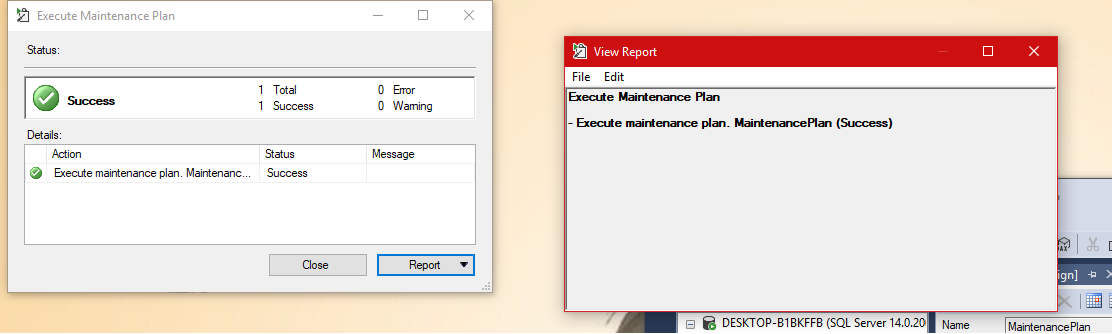 Execute Maintenance Plan
Status:
Success
1 Total 0 Error
1 Success 0 Warning
Details:
Action Status Message
Execute maintenance plan. Maintenanc... Success
Close Report
View Report
File Edit
Execute Maintenance Plan
- Execute maintenance plan. MaintenancePlan (Success)
ign]
DESKTOP-B1BKFFB (SQL Server 14.0.20
Name MaintenancePlan